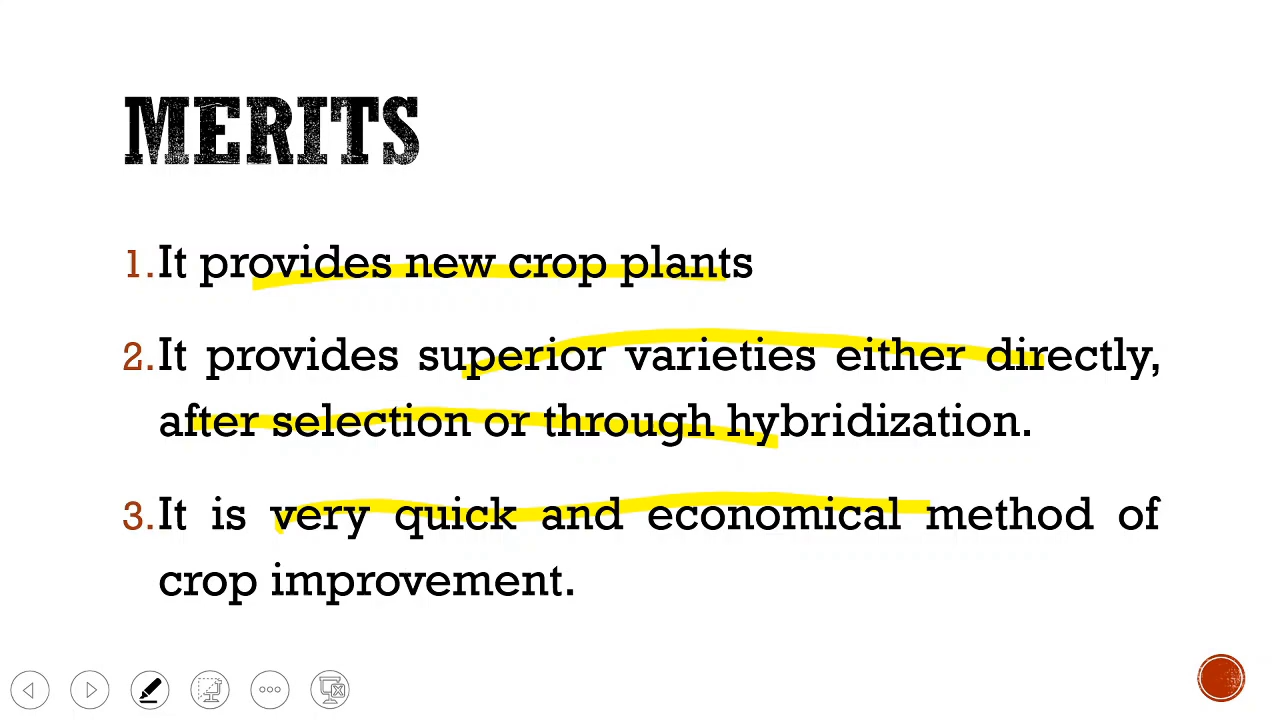 MERITS
1. It provides new crop plants
2. It provides superior varieties either directly,
after selection or through hybridization.
3. It is very quick and economical method of
crop improvement.